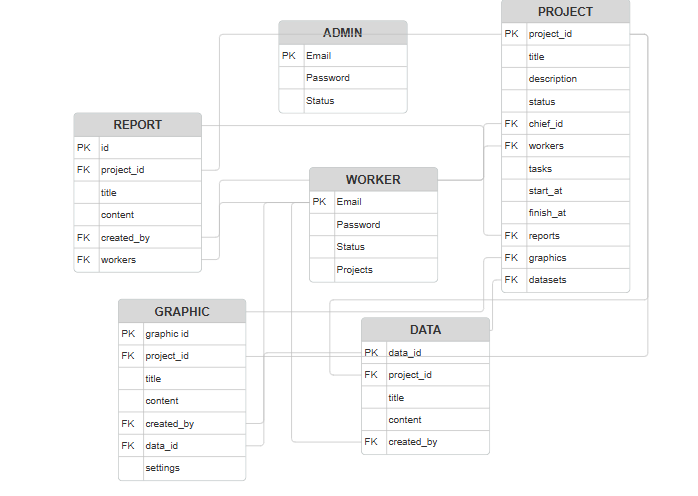 PROJECT
PK project_id
title
description
status
FK chief_id
FK workers
tasks
start_at
finish_at
FK reports
FK graphics
FK datasets
ADMIN
PK Email
Password
Status
REPORT
PK id
FK project_id
title
content
FK created_by
FK workers
WORKER
PK Email
Password
Status
Projects
GRAPHIC
PK graphic id
FK project_id
title
content
FK created_by
FK data_id
settings
DATA
PK data_id
FK project_id
title
content
FK created_by